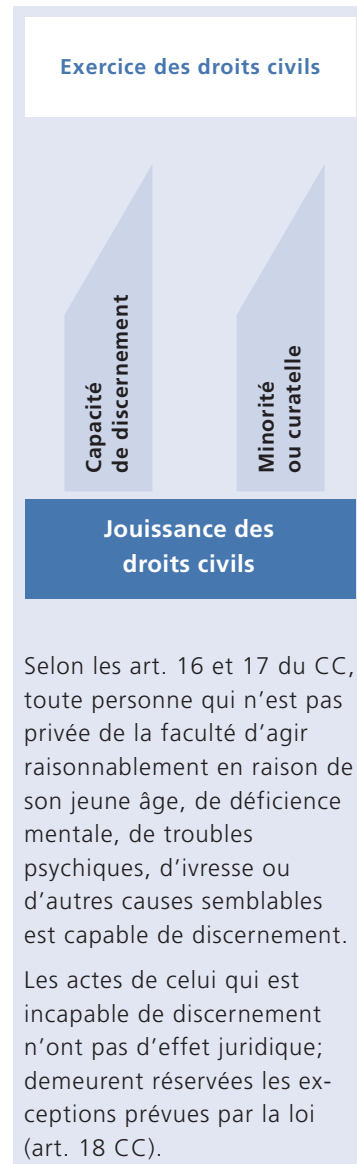 Exercice des droits civils
Capacité
de discernement
Minorité
ou curatelle
Jouissance des
droits civils
Selon les art. 16 et 17 du CC,
toute personne qui n’est pas
privée de la faculté d’agir
raisonnablement en raison de
son jeune âge, de déficience
mentale, de troubles
psychiques, d’ivresse ou
d’autres causes semblables
est capable de discernement.
Les actes de celui qui est
incapable de discernement
n’ont pas d’effet juridique;
demeurent réservées les ex-
ceptions prévues par la loi
(art. 18 CC).